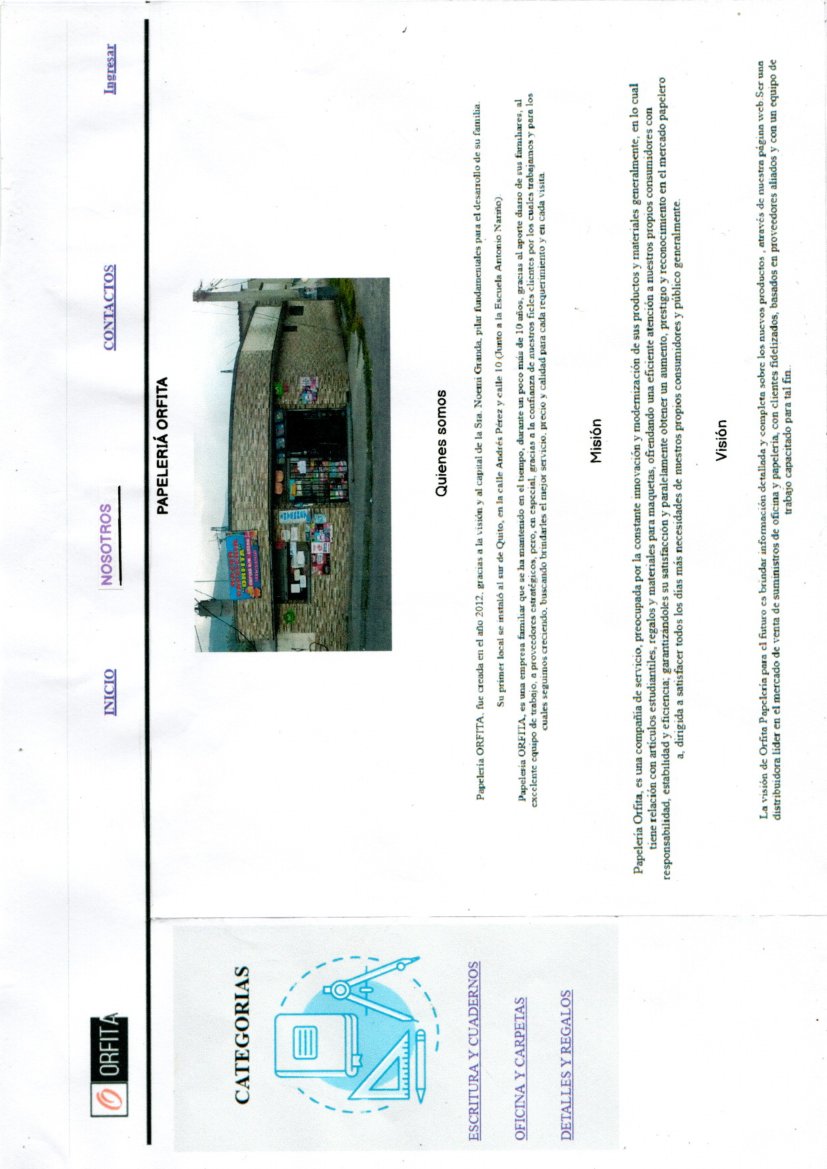 ORFITA
INICIO
NOSOTROS
CONTACTOS
Ingresar
PAPELERIÁ ORFITA
CATEGORIAS
ESCRITURA Y CUADERNOS
OFICINA Y CARPETAS
DETALLES Y REGALOS
ORFITA
Quienes somos
Papelería ORFITA, fue creada en el año 2012, gracias a la visión y al capital de la Sra. Noemi Granda, pilar fundamentales para el desarrollo de su familia.
Su primer local se instaló al sur de Quito, en la calle Andrés Pérez y calle 10 (Junto a la Escuela Antonio Nariño).
Papelería ORFITA, es una empresa familiar que se ha mantenido en el tiempo, durante un poco más de 10 años, gracias al aporte diario de sus familiares, al
excelente equipo de trabajo, a proveedores estratégicos, pero, en especial, gracias a la confianza de nuestros fieles clientes por los cuales trabajamos y para los
cuales seguimos creciendo, buscando brindarles el mejor servicio, precio y calidad para cada requerimiento y en cada visita.
Misión
Papelería Orfita, es una compañía de servicio, preocupada por la constante innovación y modernización de sus productos y materiales generalmente, en lo cual
tiene relación con artículos estudiantiles, regalos y materiales para maquetas, ofrendando una eficiente atención a nuestros propios consumidores con
responsabilidad, estabilidad y eficiencia; garantizándoles su satisfacción y paralelamente obtener un aumento, prestigio y reconocimiento en el mercado papelero
a, dirigida a satisfacer todos los días más necesidades de nuestros propios consumidores y público generalmente.
Visión
La visión de Orfita Papelería para el futuro es brindar información detallada y completa sobre los nuevos productos , através de nuestra página web.Ser una
distribuidora líder en el mercado de venta de suministros de oficina y papelería, con clientes fidelizados, basados en proveedores aliados y con un equipo de
trabajo capacitado para tal fin..